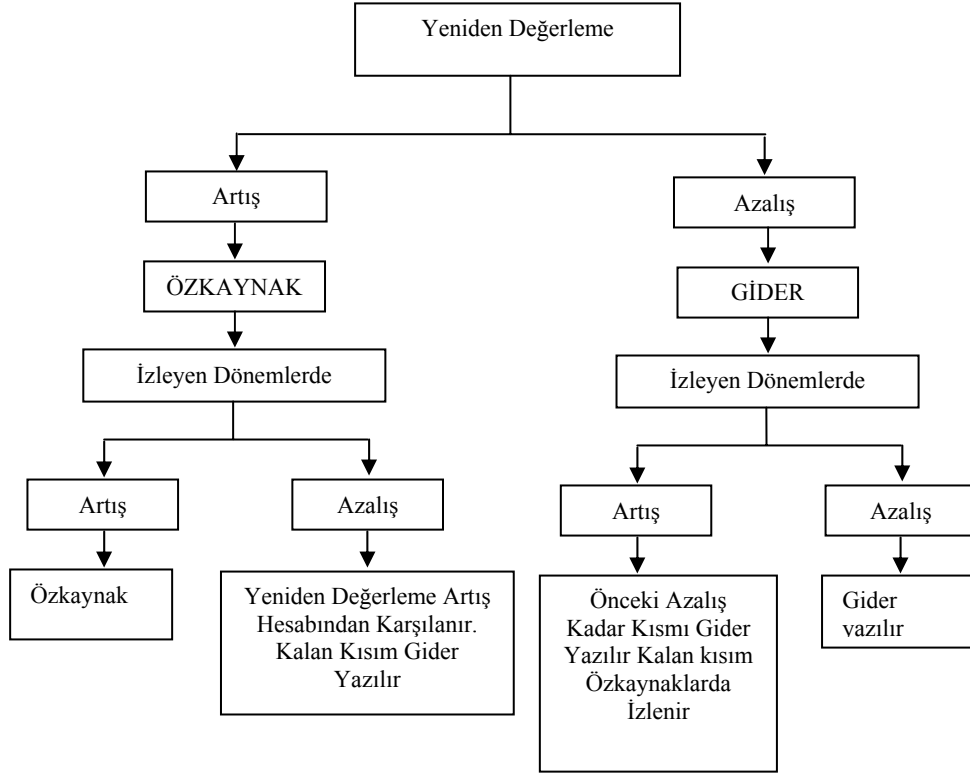 Yeniden Değerleme
Artış
Azalış
ÖZKAYNAK
GİDER
İzleyen Dönemlerde
İzleyen Dönemlerde
Artış
Azalış
Artış
Azalış
Özkaynak
Yeniden Değerleme Artış
Hesabından Karşılanır.
Kalan Kısım Gider
Yazılır
Önceki Azalış
Kadar Kısmı Gider
Yazılır Kalan kısım
Özkaynaklarda
İzlenir
Gider
yazılır